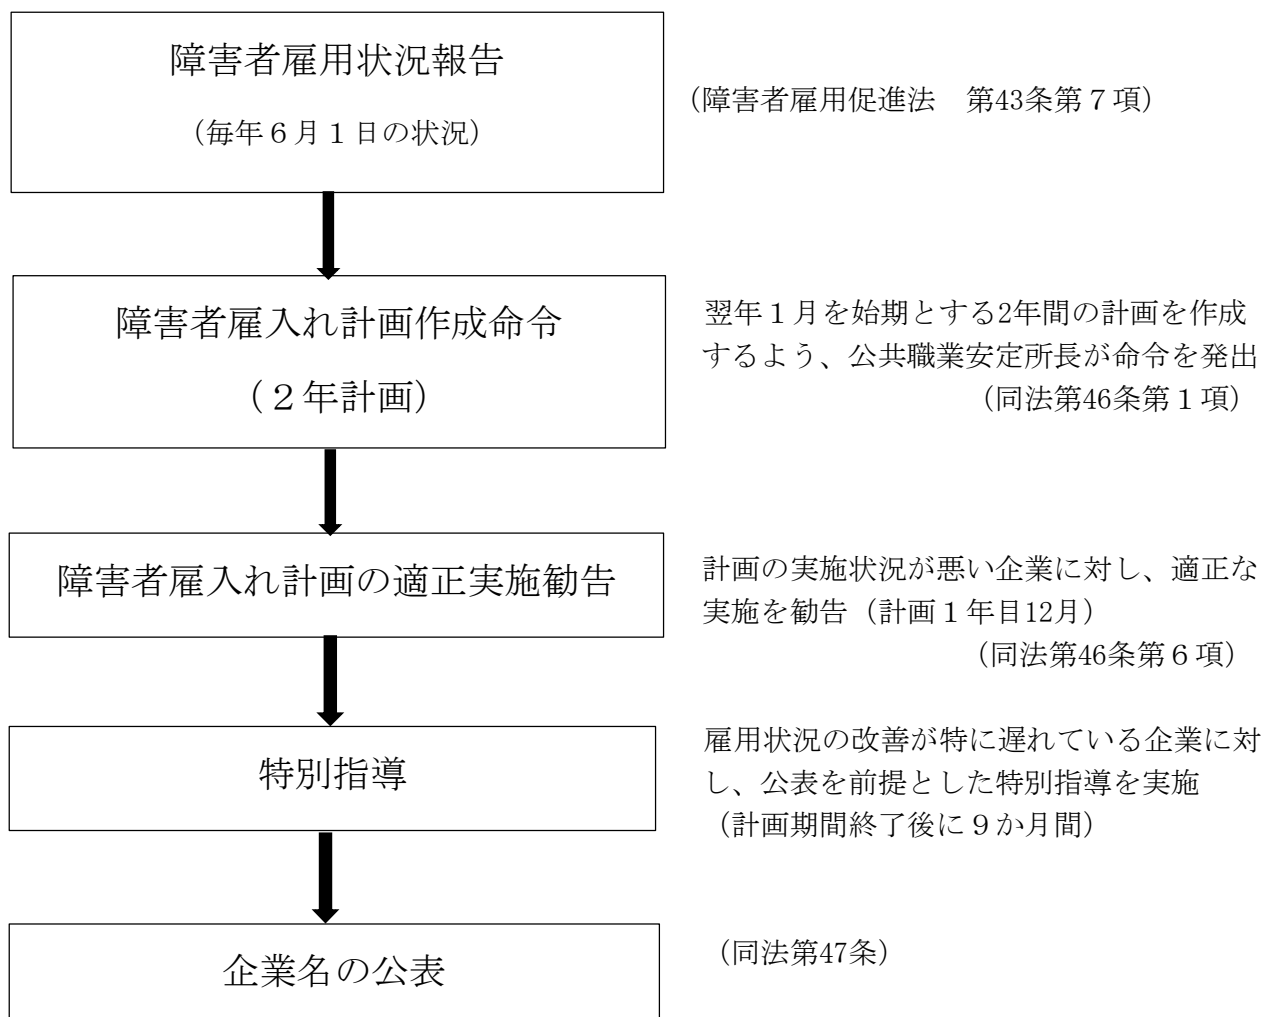 障害者雇用状況報告
（毎年６月１日の状況）
（障害者雇用促進法　第43条第７項）
障害者雇入れ計画作成命令
（２年計画）
翌年１月を始期とする2年間の計画を作成
するよう、公共職業安定所長が命令を発出
（同法第46条第１項）
障害者雇入れ計画の適正実施勧告
計画の実施状況が悪い企業に対し、適正な
実施を勧告（計画１年目12月）
（同法第46条第６項）
特別指導
雇用状況の改善が特に遅れている企業に対
し、公表を前提とした特別指導を実施
（計画期間終了後に９か月間）
企業名の公表
（同法第47条）